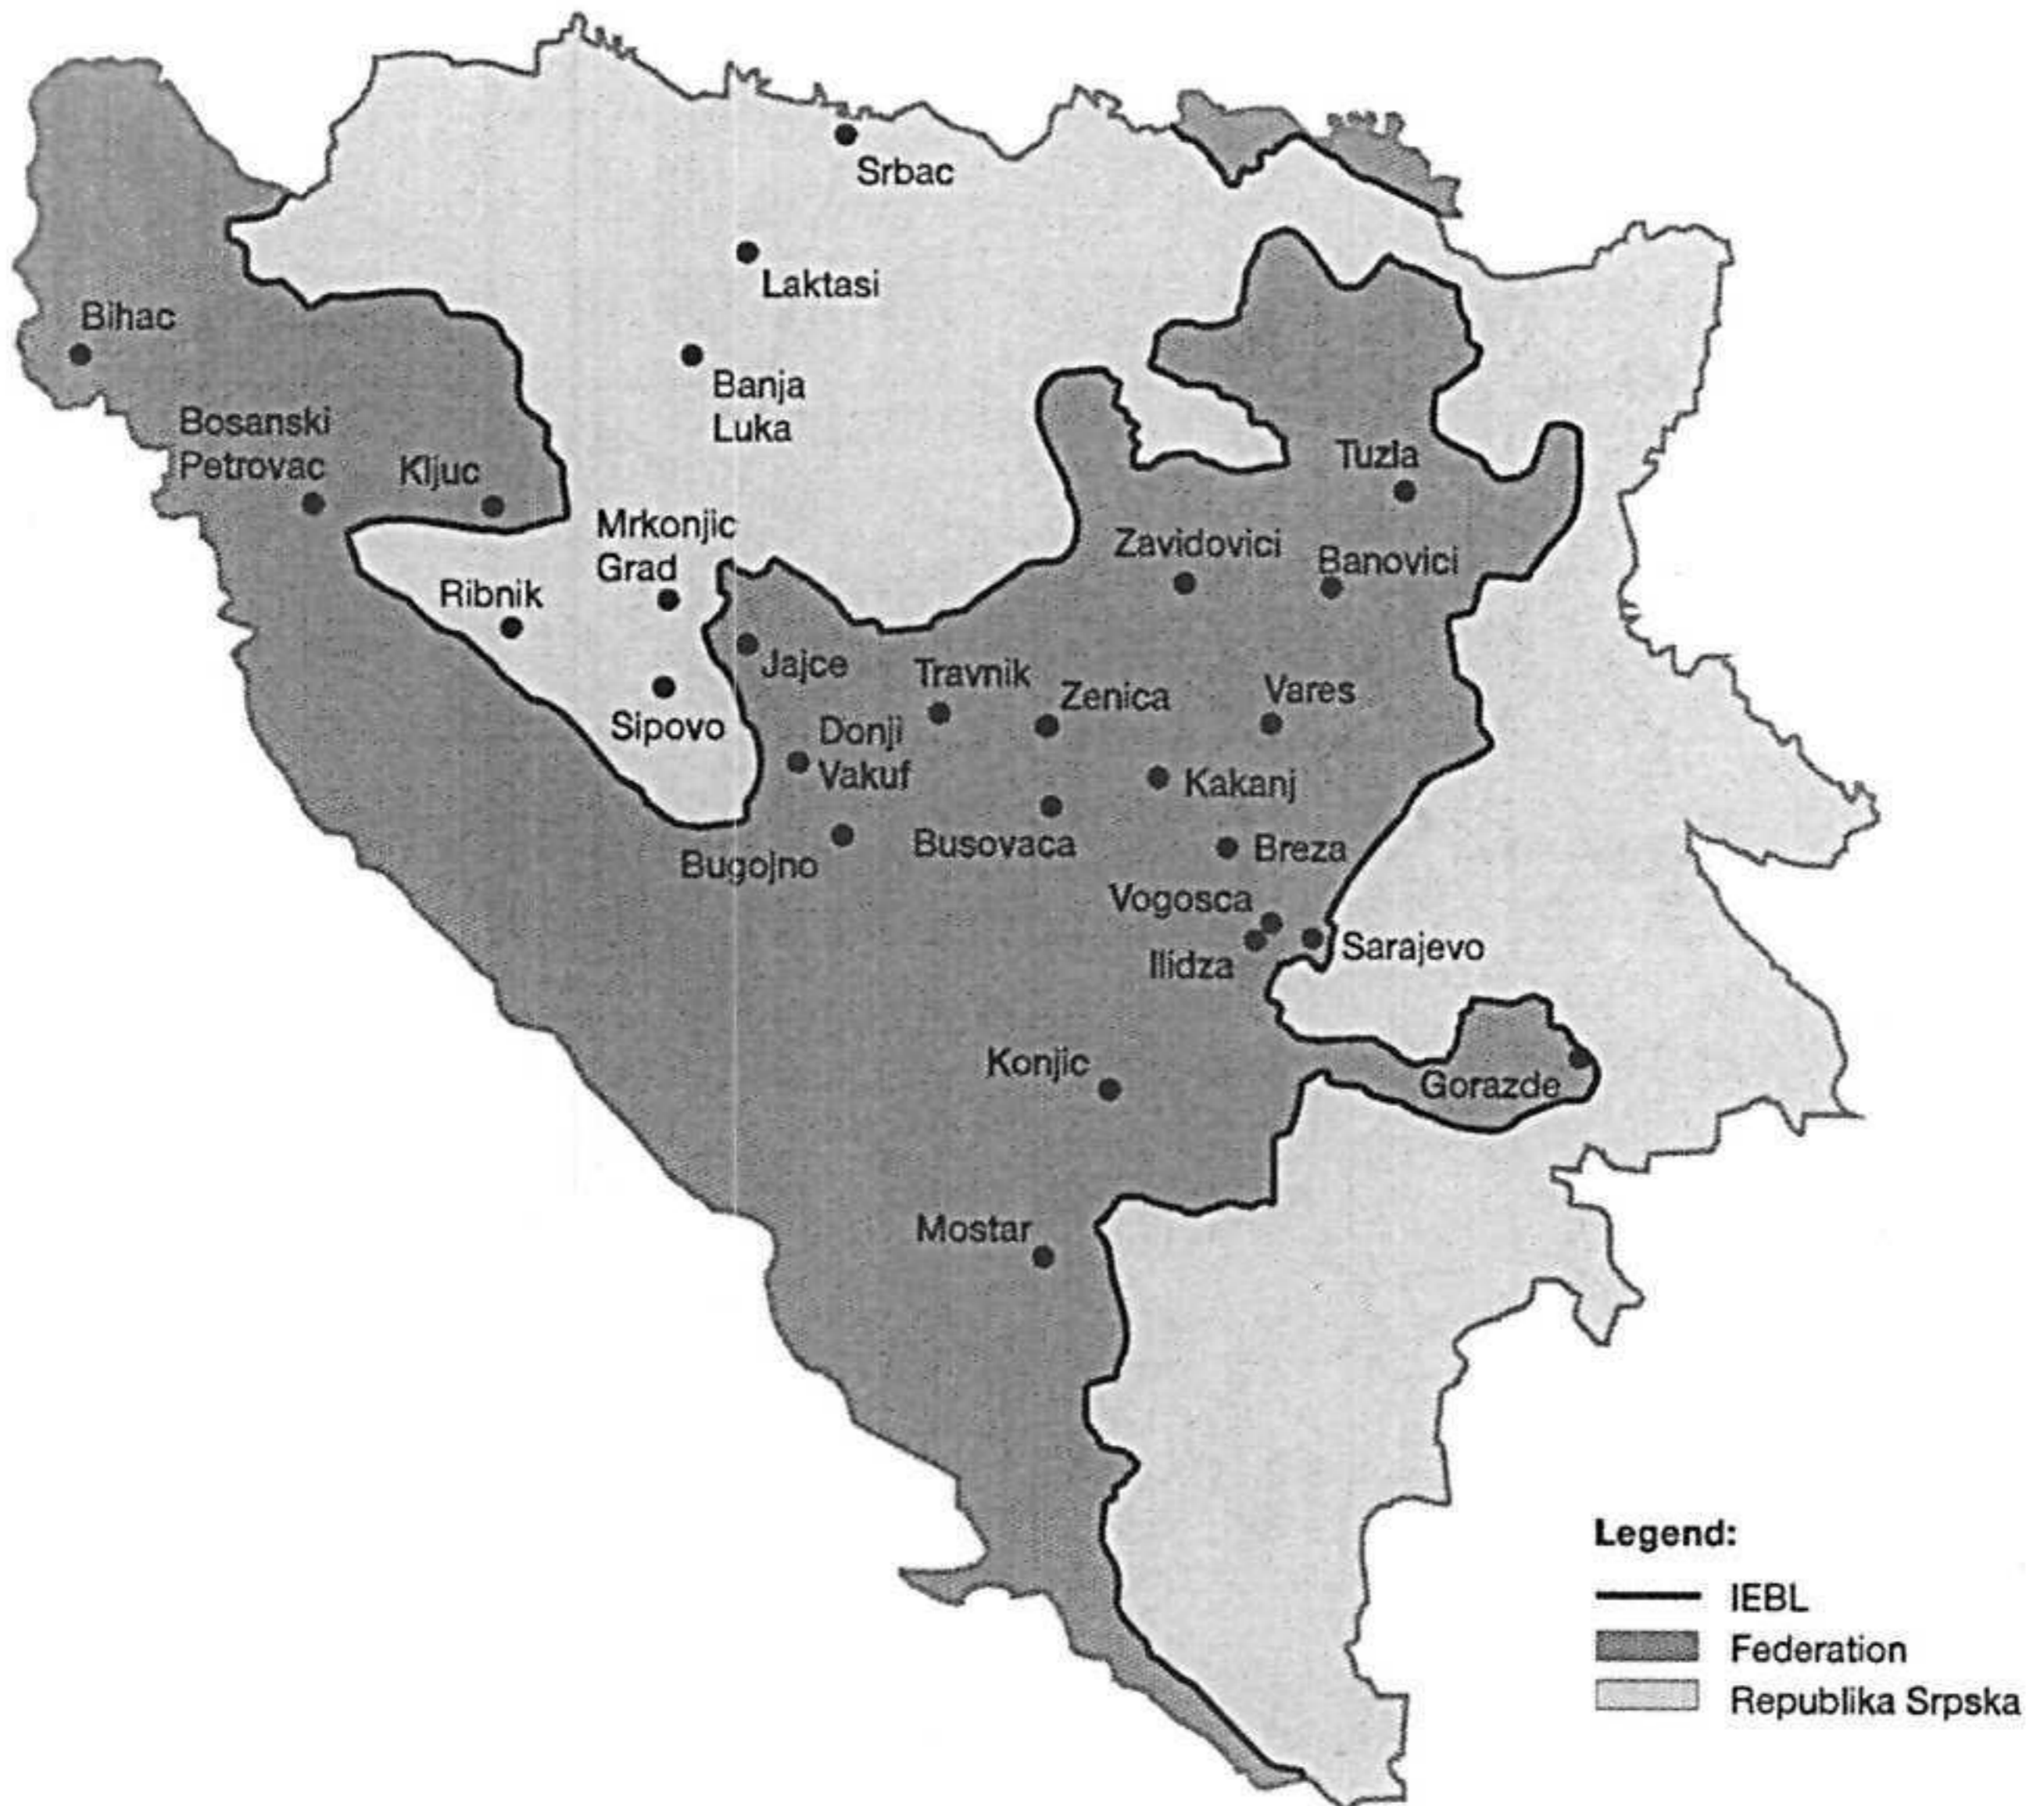 Srbac
Laktasi
Bihac
Banja
Luka
Bosanski
Petrovac
Kljuc
Tuzla
Mrkonjic
Grad
Zavidovici
Banovici
Ribnik
Jajce
Travnik
Zenica
Vares
Sipovo
Donji
Vakuf
Kakanj
Bugojno
Busovaca
Breza
Vogosca
Sarajevo
Ilidza
Konjic
Gorazde
Mostar
Legend:
IEBL
Federation
Republika Srpska